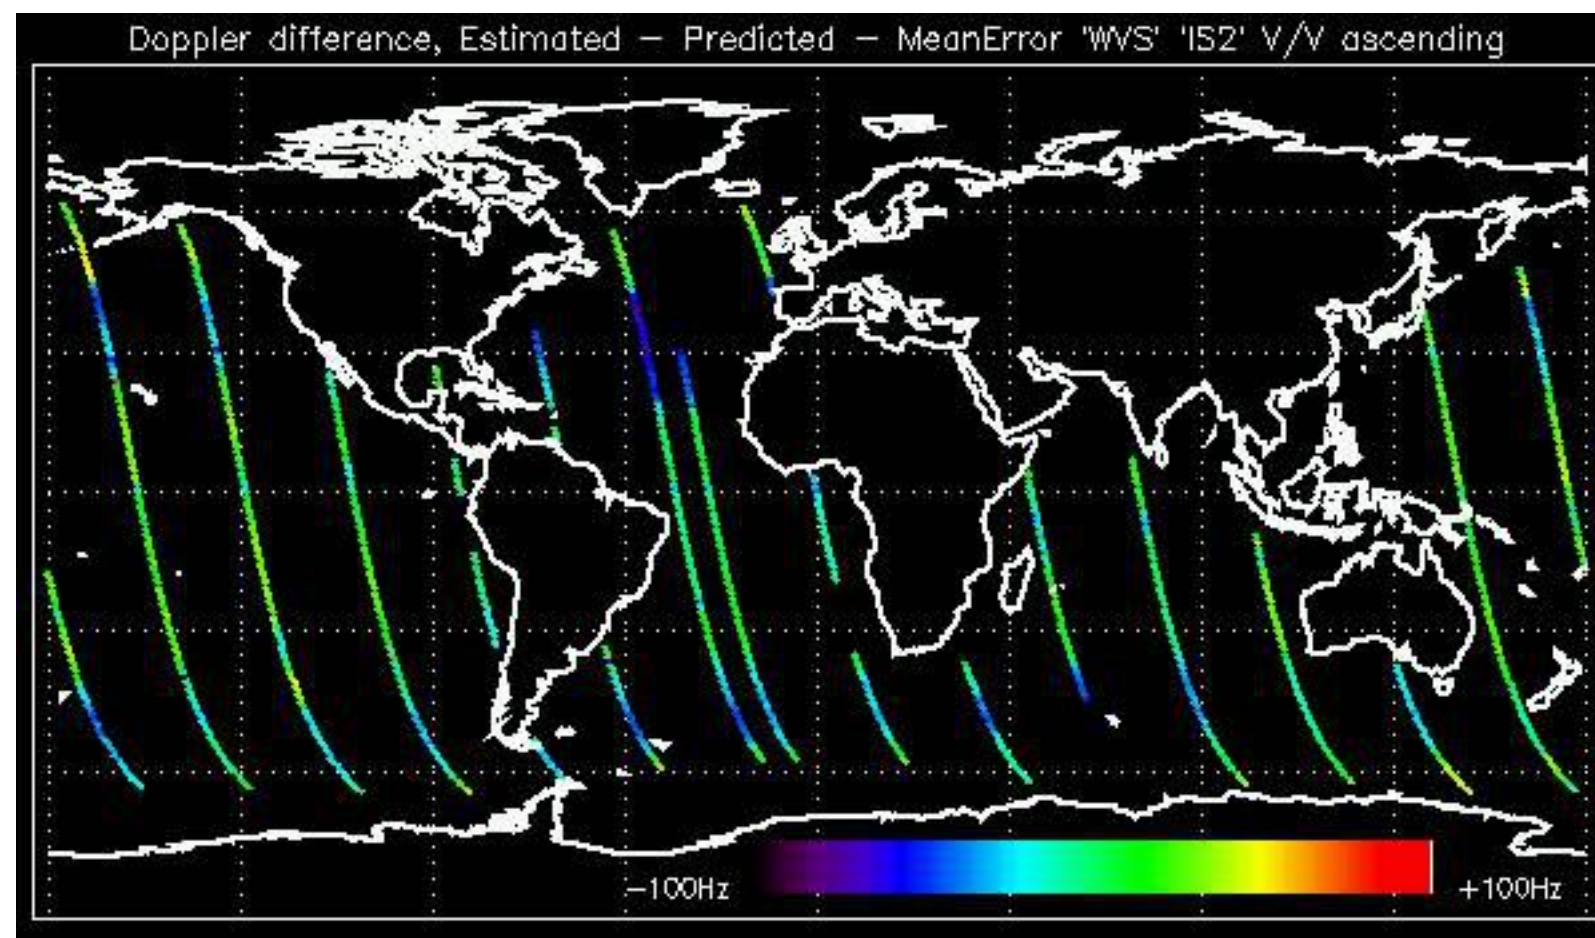 Doppler difference, Estimated − Predicted − MeanError 'WVS' 'IS2' V/V ascending
−100Hz
+100Hz